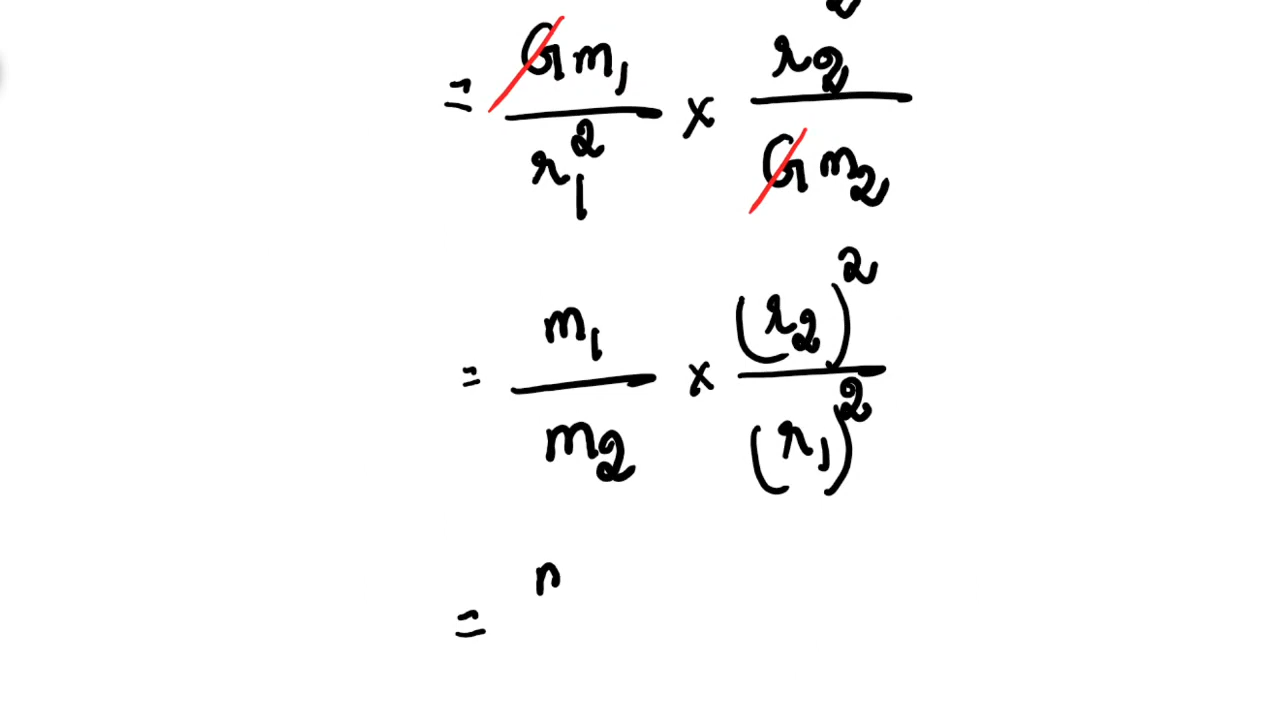 = Gm₁ / r₁² × r₂² / Gm₂
= m₁ / m₂ × (r₂)² / (r₁)²
= n